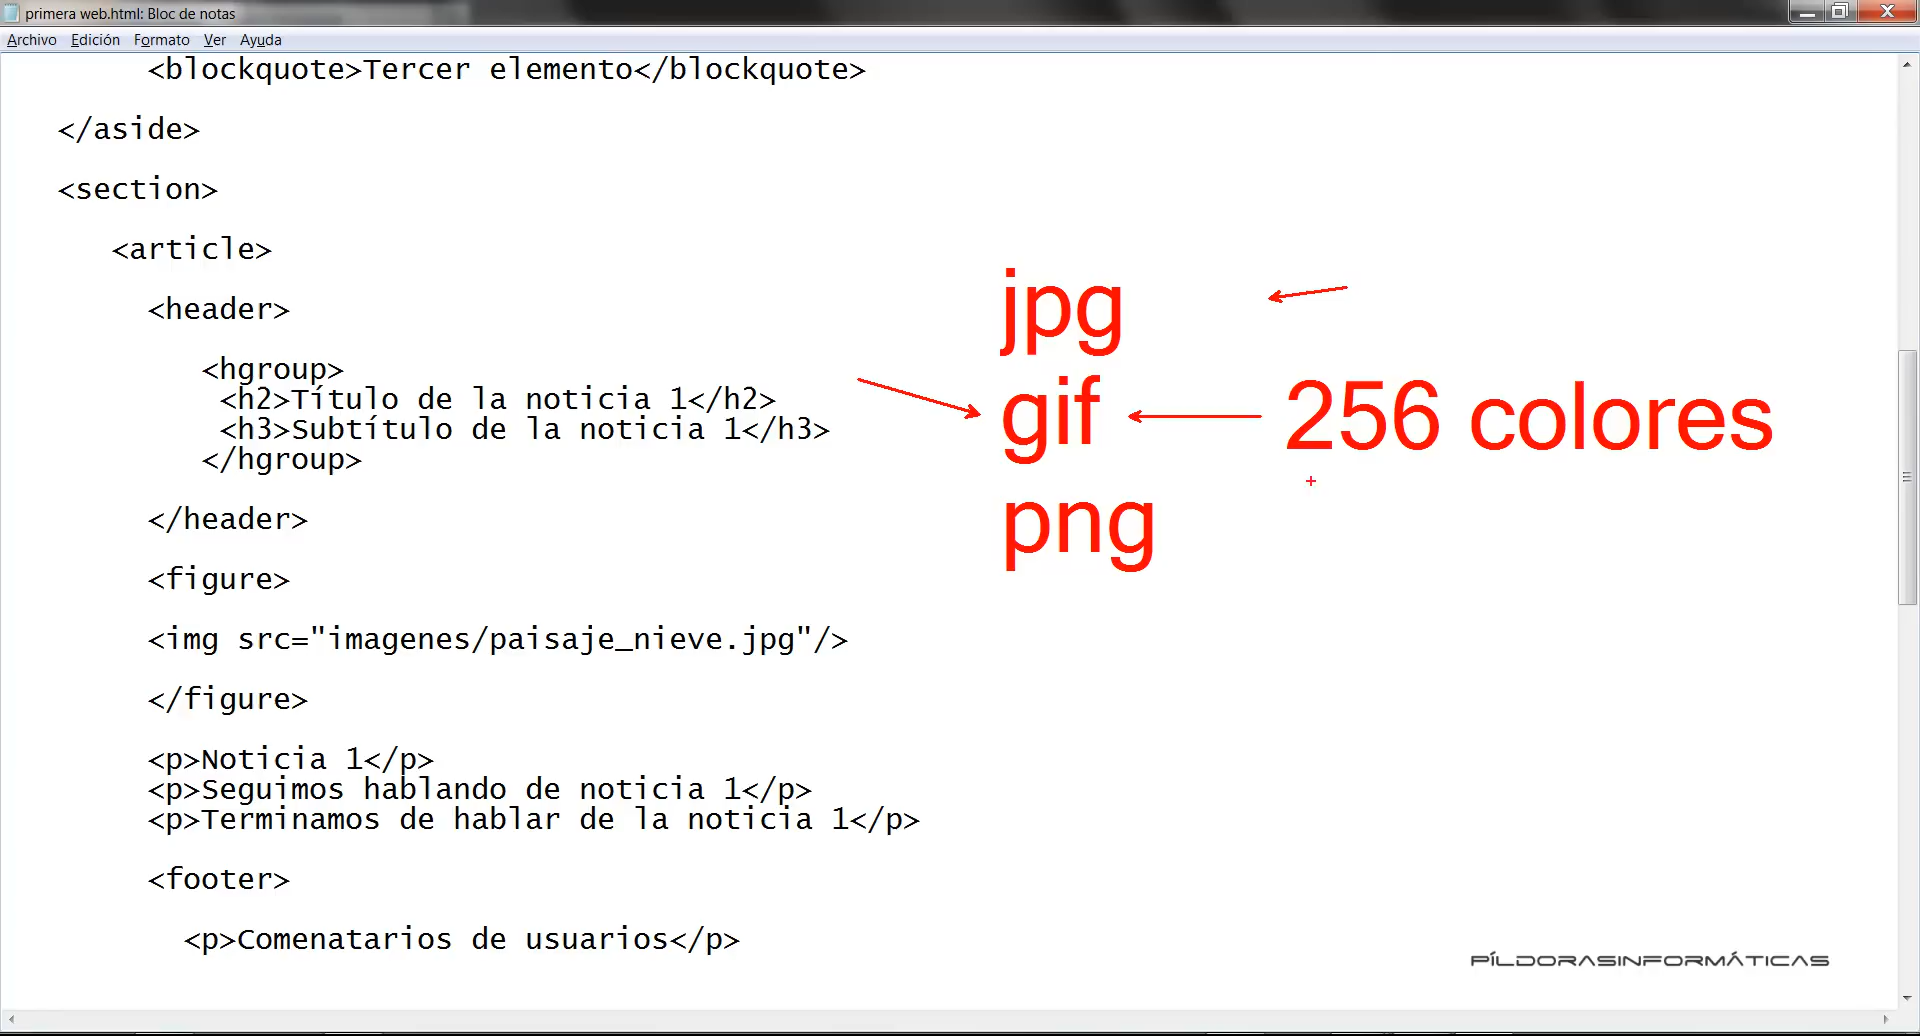 primera web.html: Bloc de notas
Archivo Edición Formato Ver Ayuda
<blockquote>Tercer elemento</blockquote>
</aside>
<section>
<article>
<header>
<hgroup>
<h2>Título de la noticia 1</h2>
<h3>Subtítulo de la noticia 1</h3>
</hgroup>
</header>
<figure>
<img src="imagenes/paisaje_nieve.jpg"/>
</figure>
<p>Noticia 1</p>
<p>Seguimos hablando de noticia 1</p>
<p>Terminamos de hablar de la noticia 1</p>
<footer>
<p>Comenatarios de usuarios</p>
jpg
gif 256 colores
png
PÍLDORASINFORMÁTICAS